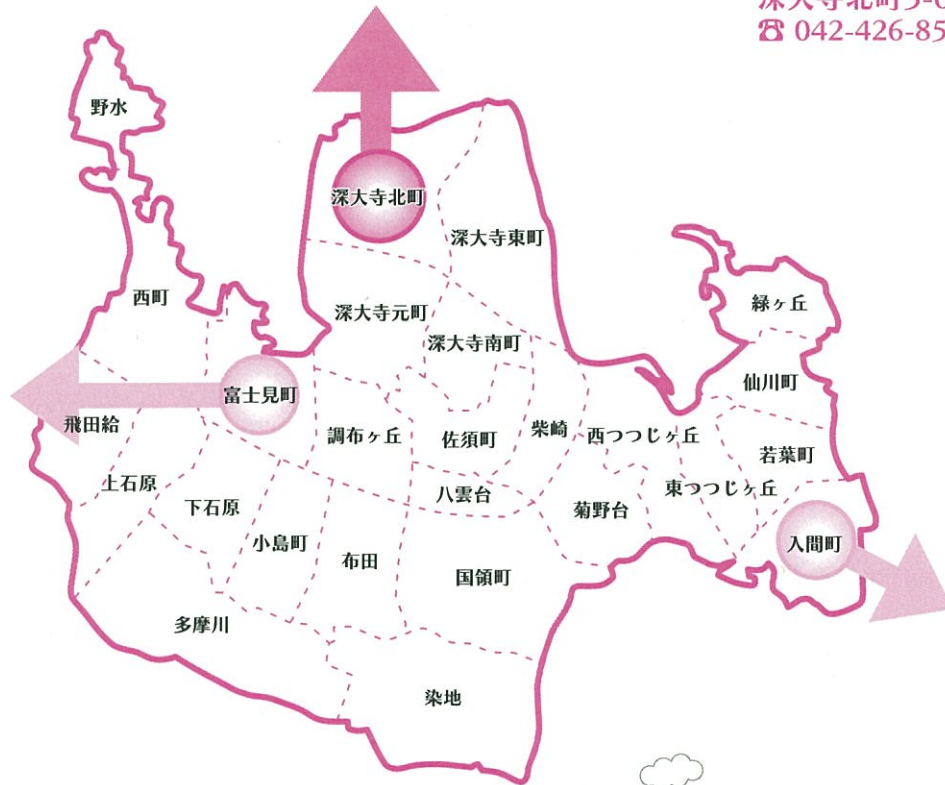 深大寺北町5-
☎ 042-426-85
野水
深大寺北町
深大寺東町
西町
緑ヶ丘
深大寺元町
深大寺南町
仙川町
富士見町
飛田給
調布ヶ丘
佐須町
柴崎
西つつじヶ丘
若葉町
上石原
八雲台
東つつじヶ丘
下石原
菊野台
小島町
入間町
布田
国領町
多摩川
染地